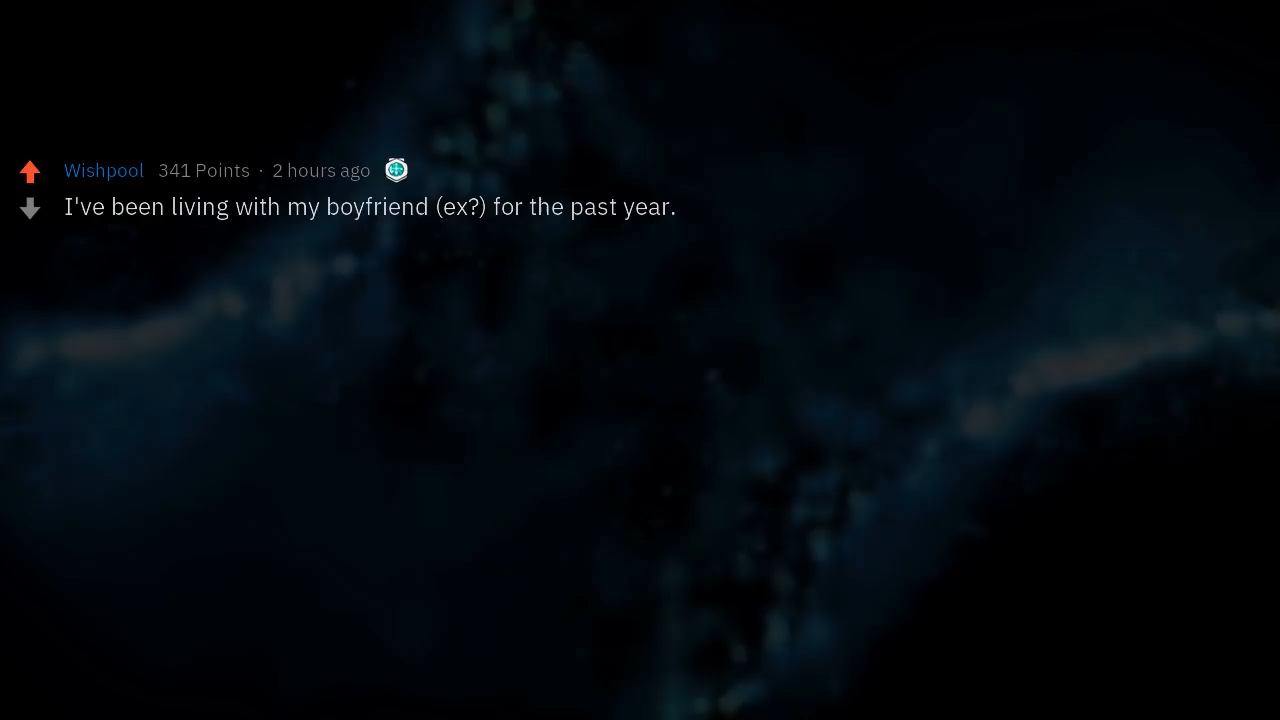 Wishpool 341 Points · 2 hours ago
I've been living with my boyfriend (ex?) for the past year.